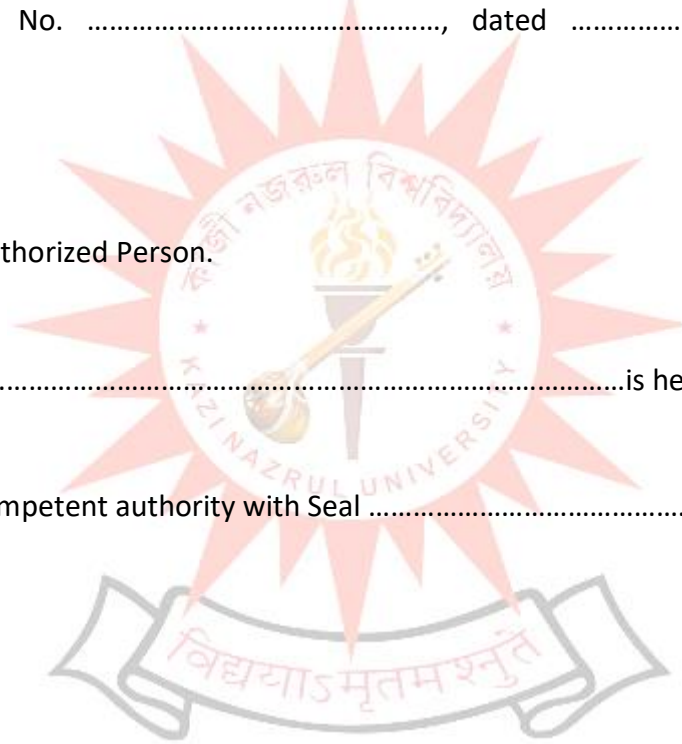 No. ……………………………………, dated ……………
কাজী নজরুল বিশ্ববিদ্যালয়
thorized Person.
……………………………………………………………………is he
KAZI NAZRUL UNIVERSITY
mpetent authority with Seal …………………………………
विद्ययाऽमृतमश्नुते